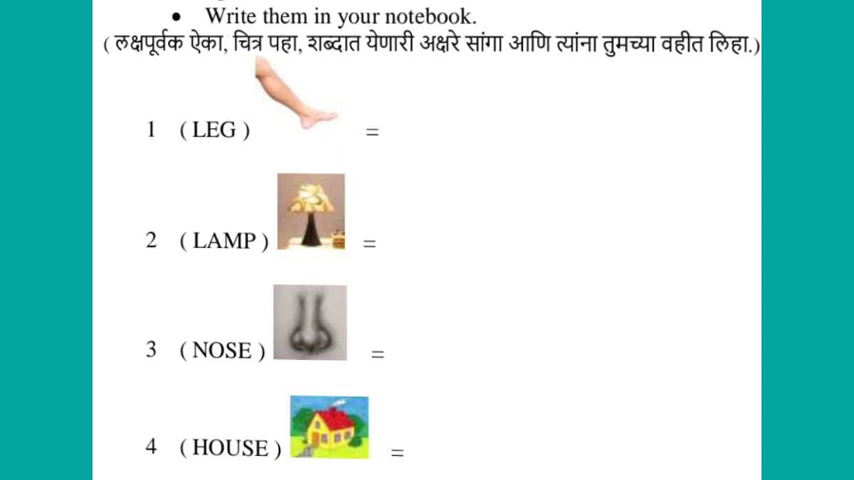 • Write them in your notebook.
( लक्षपूर्वक ऐका, चित्र पहा, शब्दात येणारी अक्षरे सांगा आणि त्यांना तुमच्या वहीत लिहा.)
1 ( LEG ) =
2 ( LAMP ) =
3 ( NOSE ) =
4 ( HOUSE ) =